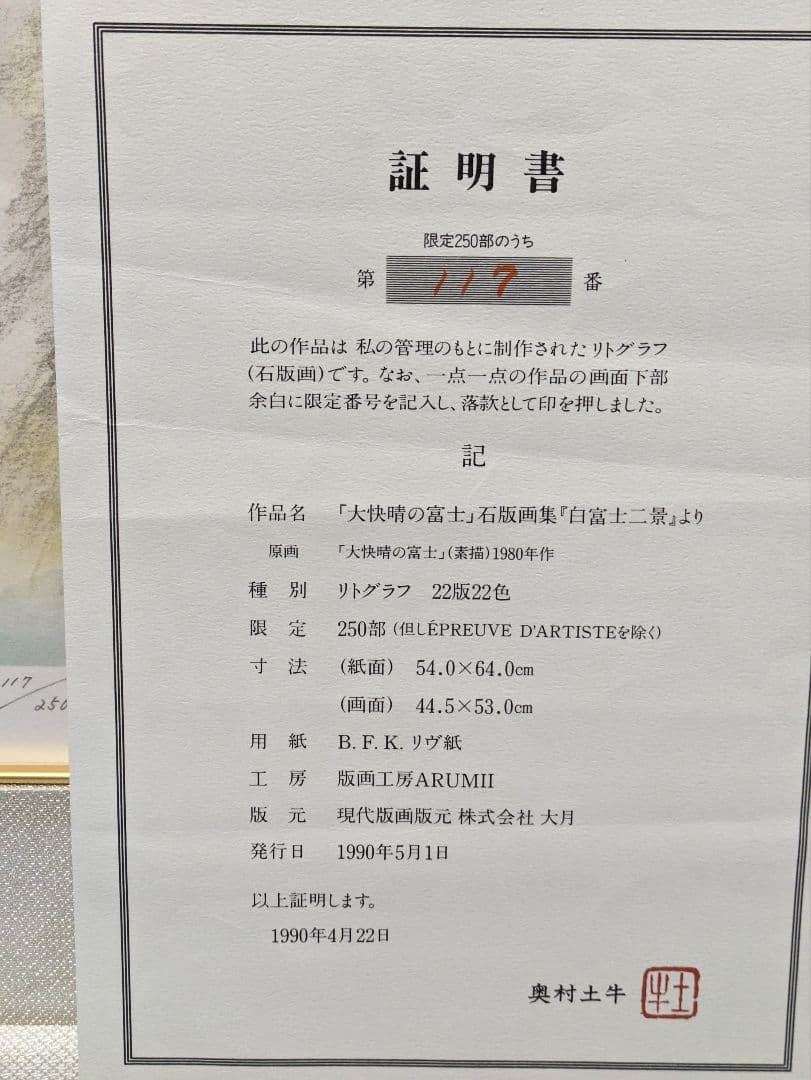 証明書
限定250部のうち
第 117 番
此の作品は 私の管理のもとに制作されたリトグラフ
(石版画)です。なお、一点一点の作品の画面下部
余白に限定番号を記入し、落款として印を押しました。
記
作品名 「大快晴の富士」石版画集『白富士二景』より
原画 「大快晴の富士」(素描)1980年作
種別 リトグラフ 22版22色
限定 250部(但しÉPREUVE D'ARTISTEを除く)
寸法 (紙面) 54.0×64.0cm
(画面) 44.5×53.0cm
用紙 B.F.K.リヴ紙
工房 版画工房ARUMII
版元 現代版画版元 株式会社 大月
発行日 1990年5月1日
以上証明します。
1990年4月22日
奥村土牛 牡
117/250